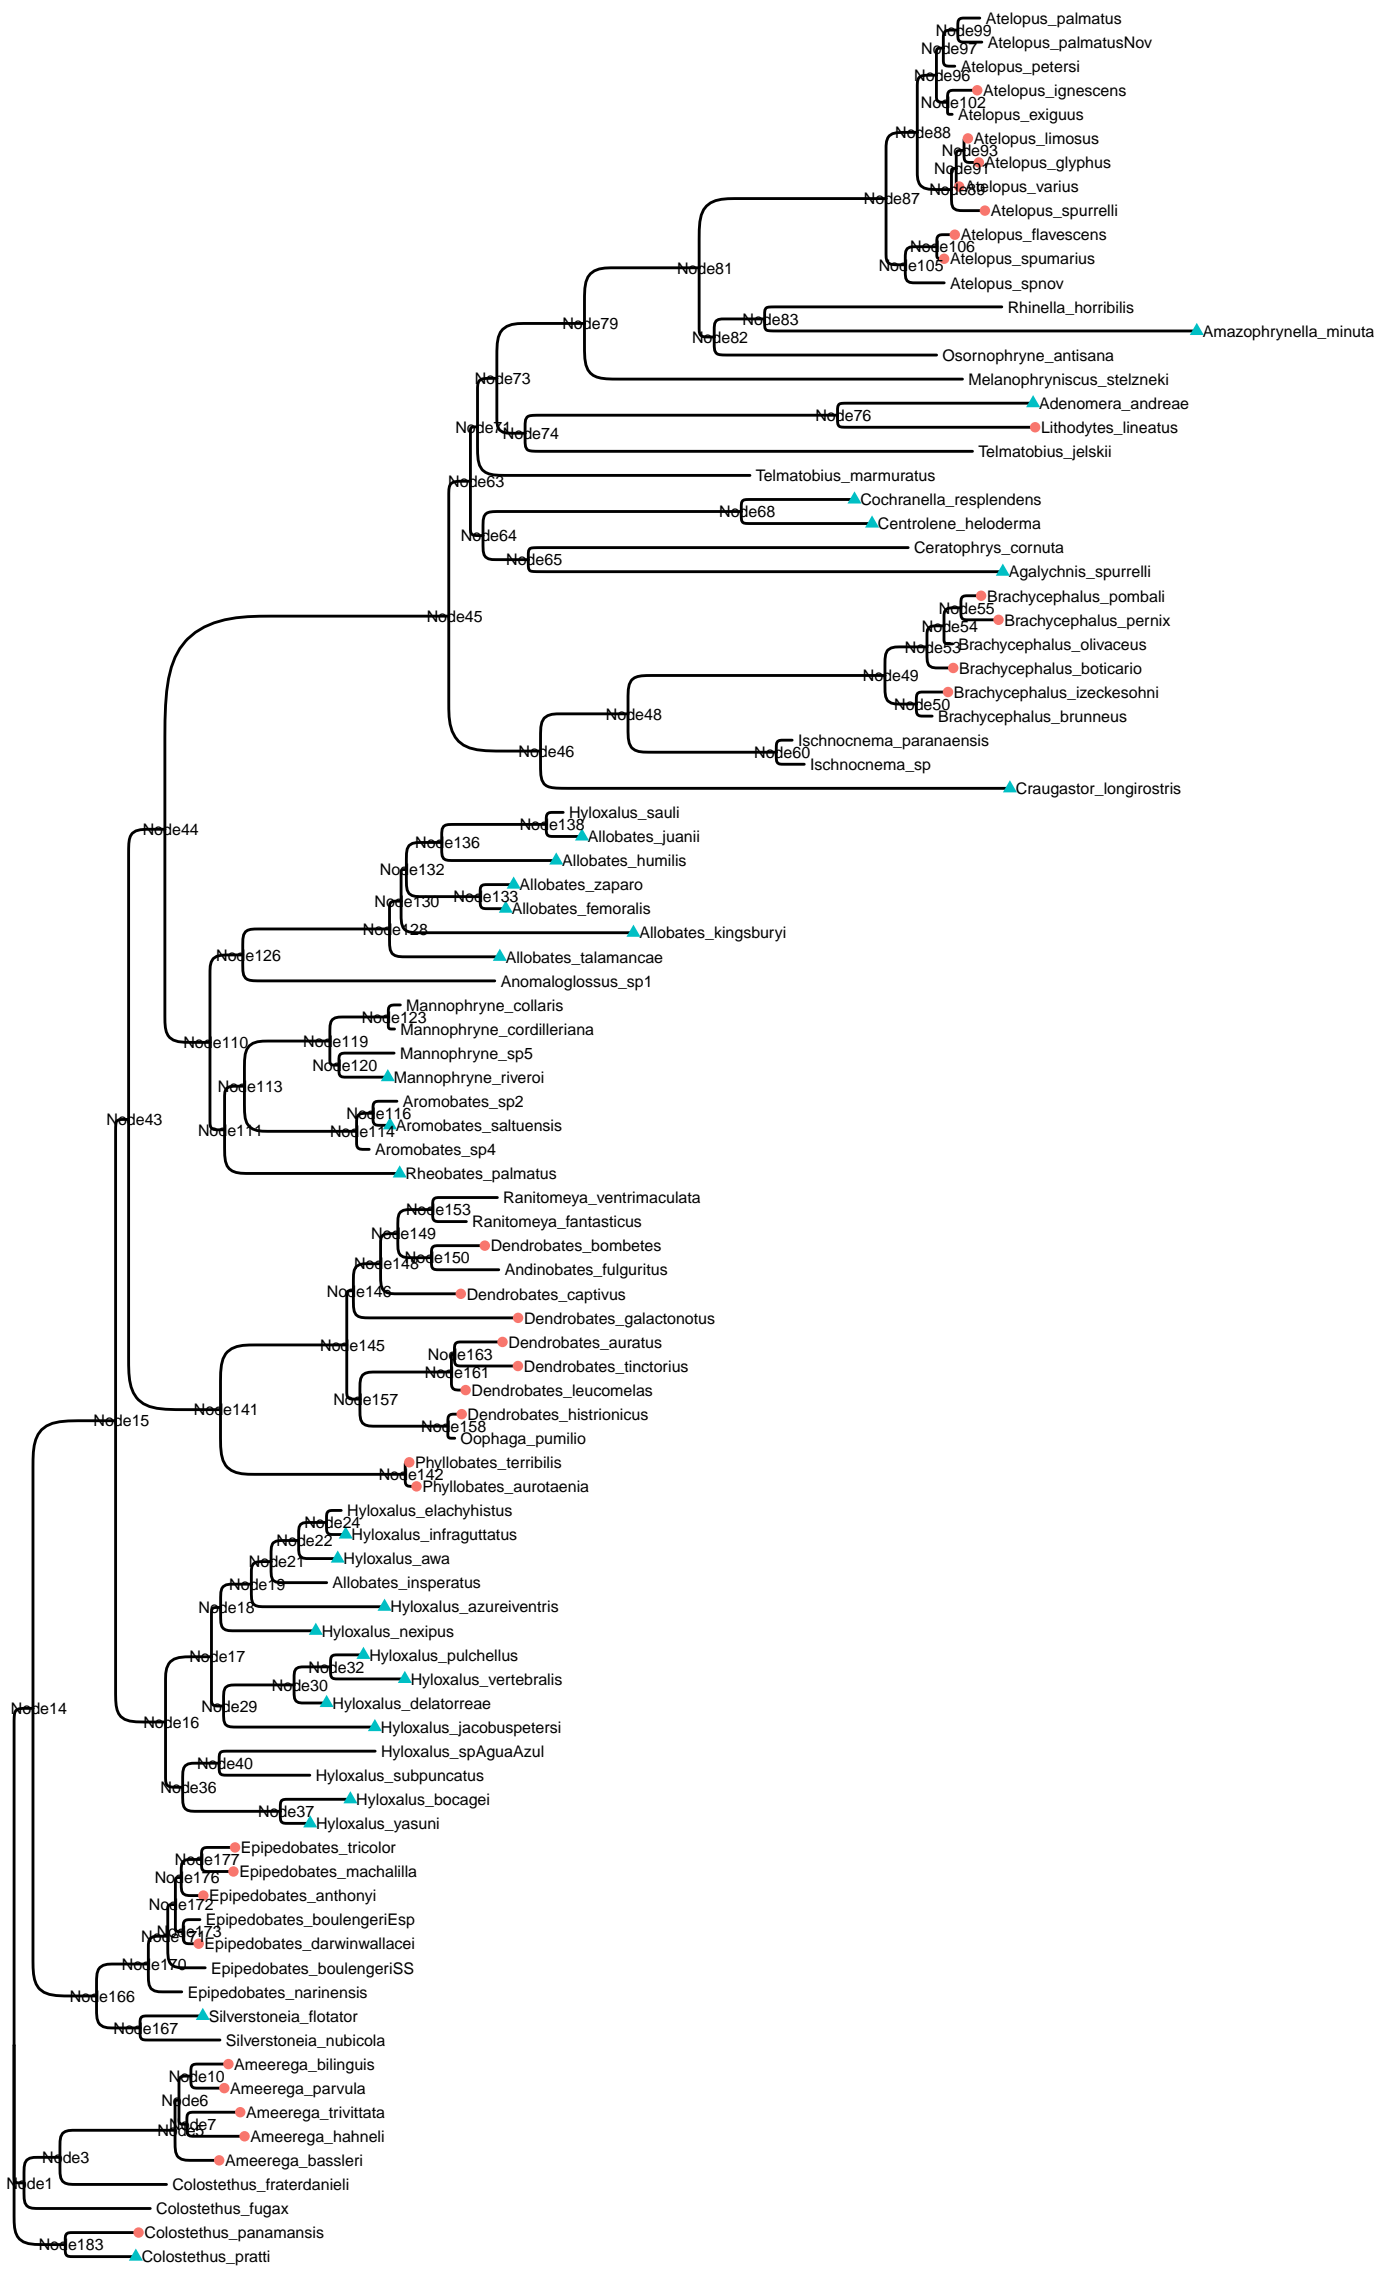 Atelopus_palmatus
Node99
Atelopus_palmatusNov
Node97
Atelopus_petersi
Node96
Atelopus_ignescens
Node102
Atelopus_exiguus
Node88
Atelopus_limosus
Node93
Atelopus_glyphus
Node91
Atelopus_varius
Node89
Node87
Atelopus_spurrelli
Atelopus_flavescens
Node106
Atelopus_spumarius
Node105
Node81
Atelopus_spnov
Rhinella_horribilis
Node83
Node79
Amazophrynella_minuta
Node82
Osornophryne_antisana
Node73
Melanophryniscus_stelzneki
Adenomera_andreae
Node76
Node71
Lithodytes_lineatus
Node74
Telmatobius_jelskii
Telmatobius_marmuratus
Node63
Cochranella_resplendens
Node68
Centrolene_heloderma
Node64
Ceratophrys_cornuta
Node65
Agalychnis_spurrelli
Brachycephalus_pombali
Node55
Node45
Brachycephalus_pernix
Node54
Brachycephalus_olivaceus
Node53
Brachycephalus_boticario
Node49
Brachycephalus_izeckesohni
Node50
Node48
Brachycephalus_brunneus
Ischnocnema_paranaensis
Node46
Node60
Ischnocnema_sp
Craugastor_longirostris
Hyloxalus_sauli
Node138
Node44
Allobates_juanii
Node136
Allobates_humilis
Node132
Allobates_zaparo
Node133
Node130
Allobates_femoralis
Node128
Allobates_kingsburyi
Node126
Allobates_talamancae
Anomaloglossus_sp1
Mannophryne_collaris
Node123
Mannophryne_cordilleriana
Node110
Node119
Mannophryne_sp5
Node120
Mannophryne_riveroi
Node113
Aromobates_sp2
Node116
Node43
Aromobates_saltuensis
Node111
Node114
Aromobates_sp4
Rheobates_palmatus
Ranitomeya_ventrimaculata
Node153
Ranitomeya_fantasticus
Node149
Dendrobates_bombetes
Node150
Node148
Andinobates_fulguritus
Node146
Dendrobates_captivus
Dendrobates_galactonotus
Node145
Dendrobates_auratus
Node163
Dendrobates_tinctorius
Node161
Dendrobates_leucomelas
Node157
Node141
Dendrobates_histrionicus
Node15
Node158
Oophaga_pumilio
Phyllobates_terribilis
Node142
Phyllobates_aurotaenia
Hyloxalus_elachyhistus
Node24
Hyloxalus_infraguttatus
Node22
Hyloxalus_awa
Node21
Allobates_insperatus
Node19
Hyloxalus_azureiventris
Node18
Hyloxalus_nexipus
Node17
Hyloxalus_pulchellus
Node32
Hyloxalus_vertebralis
Node30
Hyloxalus_delatorreae
Node29
Node14
Node16
Hyloxalus_jacobuspetersi
Hyloxalus_spAguaAzul
Node40
Hyloxalus_subpuncatus
Node36
Hyloxalus_bocagei
Node37
Hyloxalus_yasuni
Epipedobates_tricolor
Node177
Epipedobates_machalilla
Node176
Epipedobates_anthonyi
Node172
Epipedobates_boulengeriEsp
Node173
Node171
Epipedobates_darwinwallacei
Node170
Epipedobates_boulengeriSS
Epipedobates_narinensis
Node166
Silverstoneia_flotator
Node167
Silverstoneia_nubicola
Ameerega_bilinguis
Node10
Ameerega_parvula
Node6
Ameerega_trivittata
Node7
Node5
Ameerega_hahneli
Node3
Ameerega_bassleri
Node1
Colostethus_fraterdanieli
Colostethus_fugax
Colostethus_panamansis
Node183
Colostethus_pratti